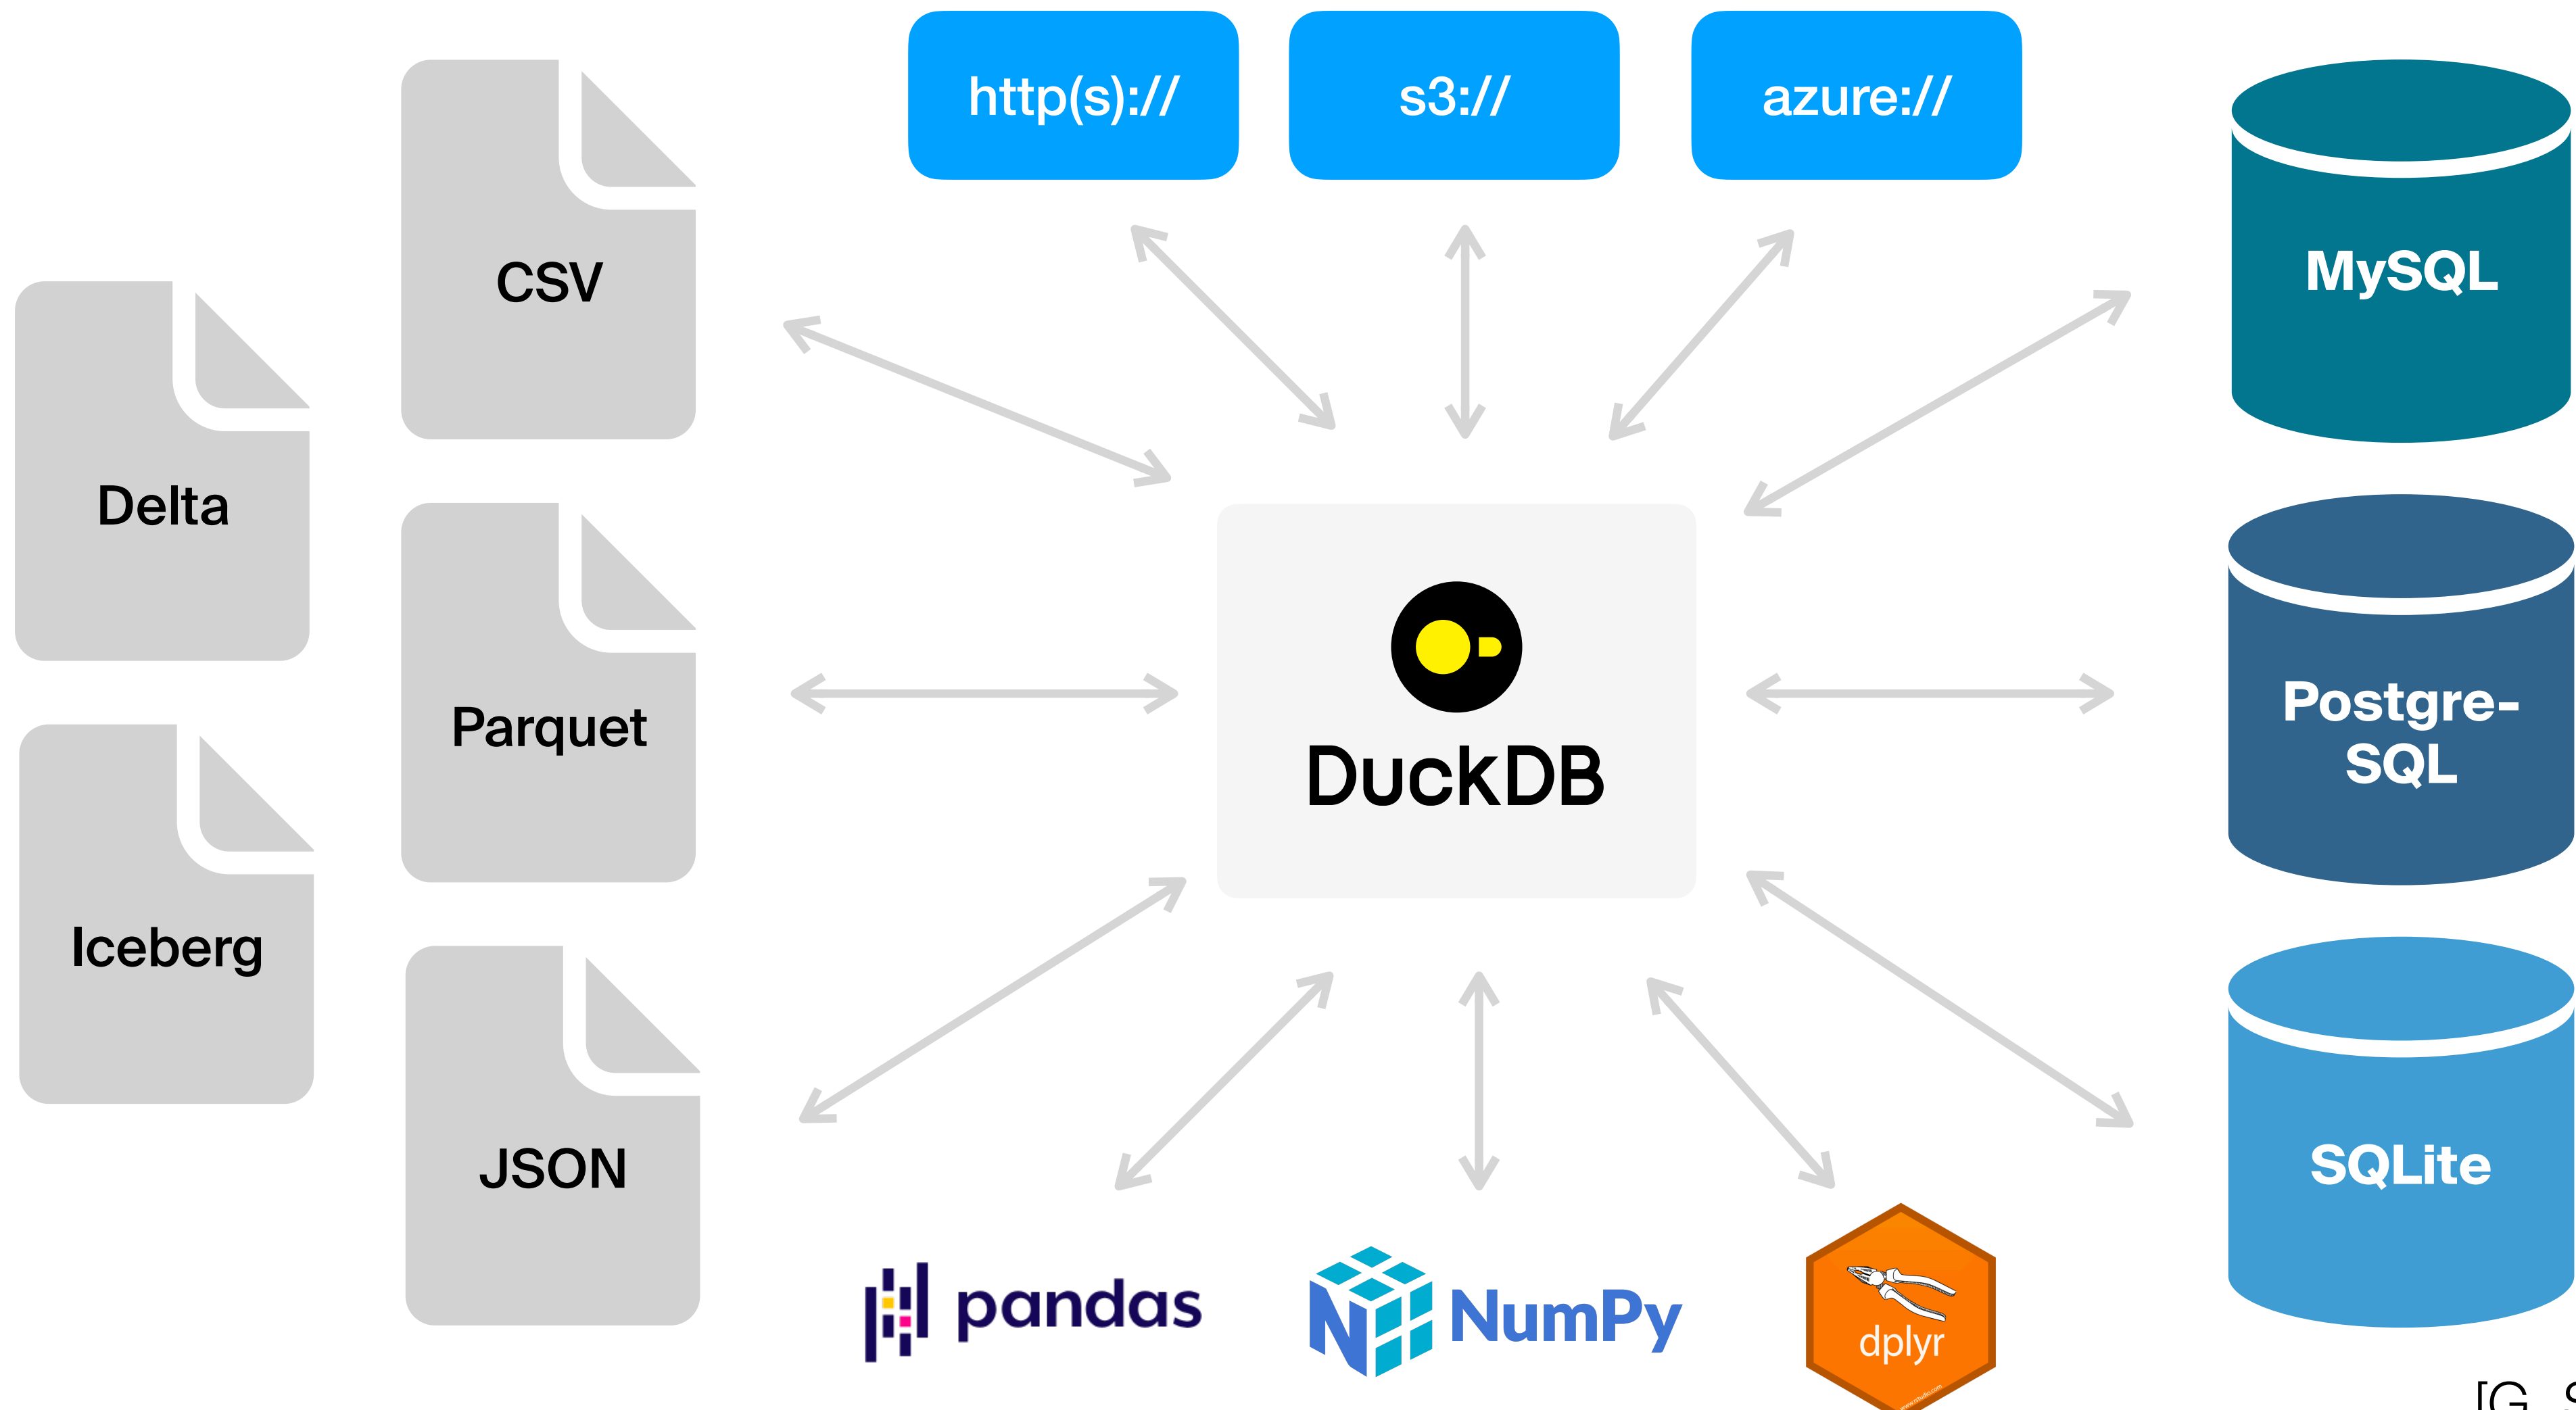 http(s)://
s3://
azure://
CSV
MySQL
Delta
Parquet
DuckDB
Postgre-
SQL
Iceberg
JSON
SQLite
pandas
NumPy
dplyr
[G.